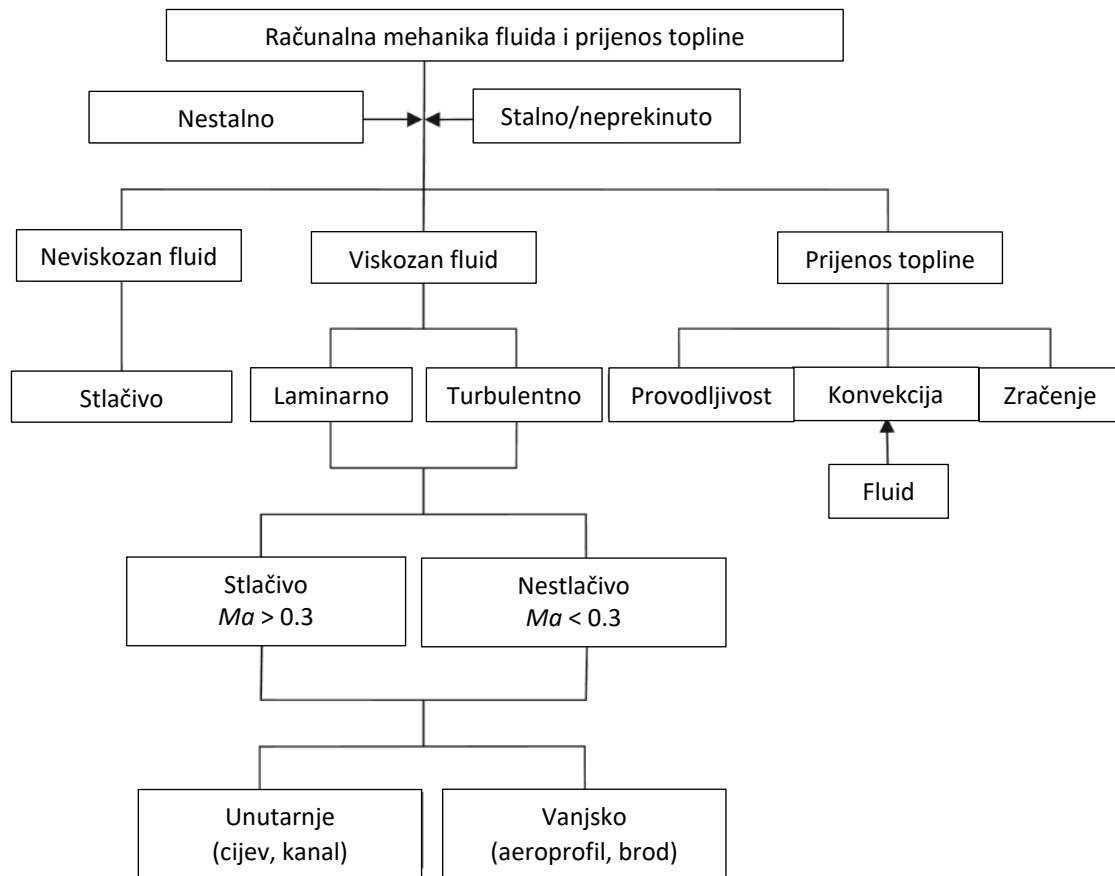 Računalna mehanika fluida i prijenos topline
Nestalno
Stalno/neprekinuto
Neviskozan fluid
Viskozan fluid
Prijenos topline
Stlačivo
Laminarno
Turbulentno
Provodljivost
Konvekcija
Zračenje
Fluid
Stlačivo
Ma > 0.3
Nestlačivo
Ma < 0.3
Unutarnje
(cijev, kanal)
Vanjsko
(aeroprofil, brod)